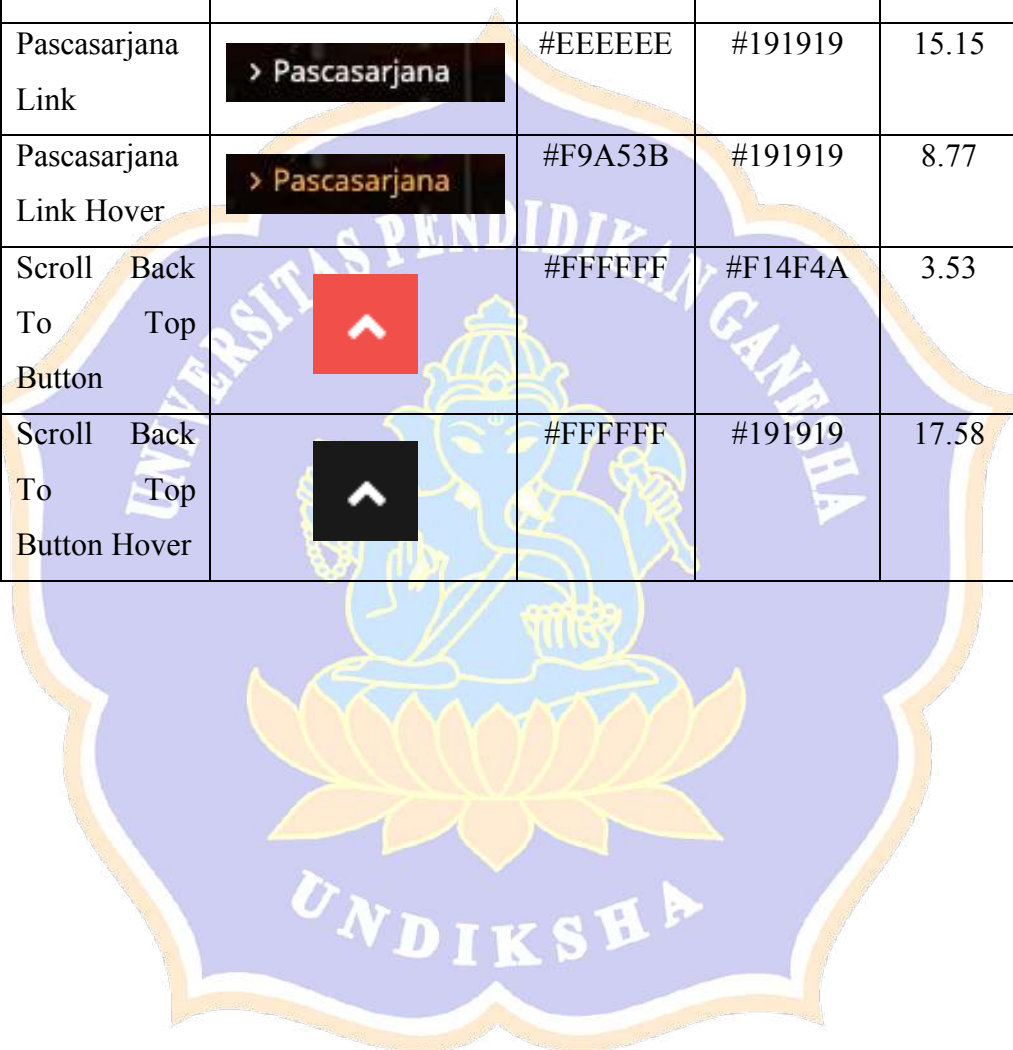 Pascasarjana Link
> Pascasarjana
#EEEEEE
#191919
15.15
Pascasarjana Link Hover
> Pascasarjana
#F9A53B
#191919
8.77
Scroll Back To Top Button
#FFFFFF
#F14F4A
3.53
Scroll Back To Top Button Hover
#FFFFFF
#191919
17.58
UNIVERSITAS PENDIDIKAN GANESHA
UNDIKSHA